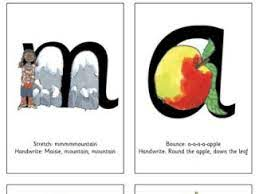 m
Stretch: mmmmmountain
Handwrite: Maisie, mountain, mountain
a
Bounce: a-a-a-apple
Handwrite: Round the apple, down the leaf